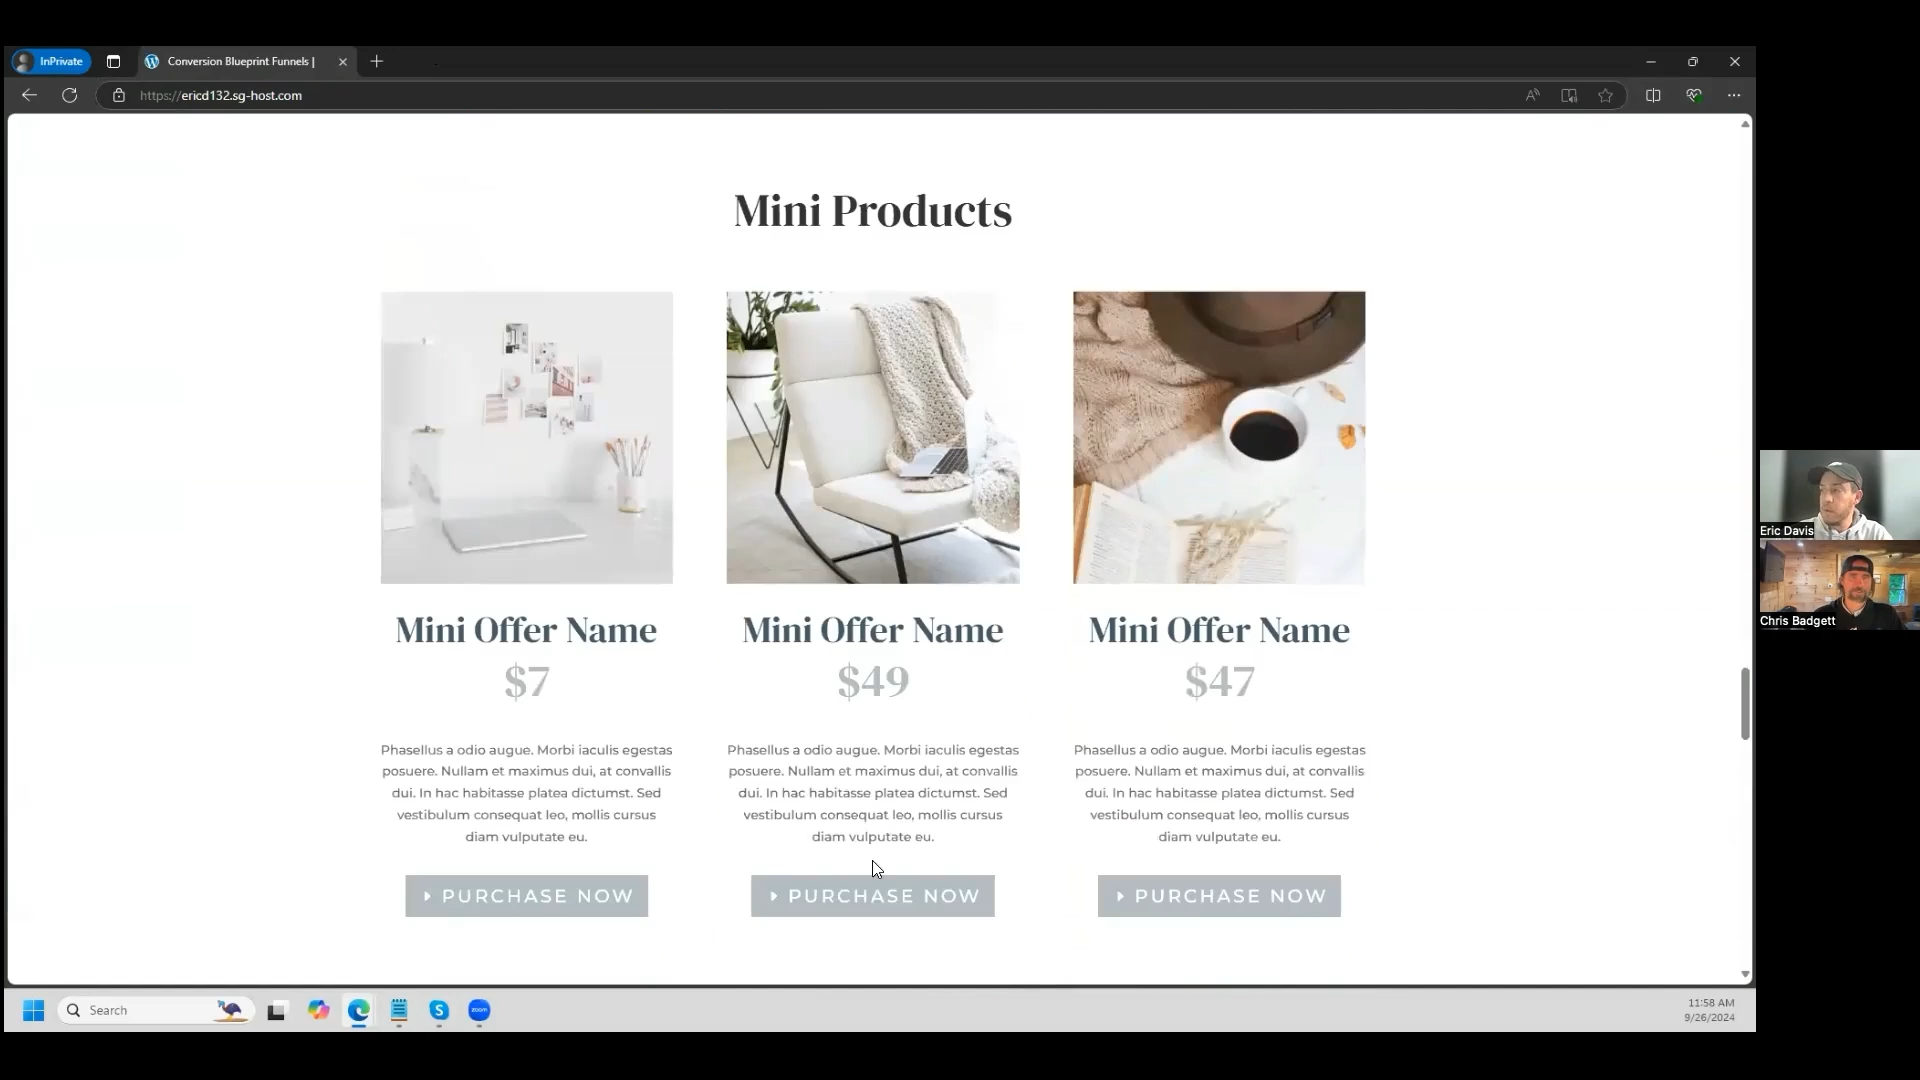 InPrivate
Conversion Blueprint Funnels |
https://ericd132.sg-host.com
Mini Products
Mini Offer Name
$7
Phasellus a odio augue. Morbi iaculis egestas
posuere. Nullam et maximus dui, at convallis
dui. In hac habitasse platea dictumst. Sed
vestibulum consequat leo, mollis cursus
diam vulputate eu.
PURCHASE NOW
Mini Offer Name
$49
Phasellus a odio augue. Morbi iaculis egestas
posuere. Nullam et maximus dui, at convallis
dui. In hac habitasse platea dictumst. Sed
vestibulum consequat leo, mollis cursus
diam vulputate eu.
PURCHASE NOW
Mini Offer Name
$47
Phasellus a odio augue. Morbi iaculis egestas
posuere. Nullam et maximus dui, at convallis
dui. In hac habitasse platea dictumst. Sed
vestibulum consequat leo, mollis cursus
diam vulputate eu.
PURCHASE NOW
Eric Davis
Chris Badgett
Search
zoom
11:58 AM
9/26/2024